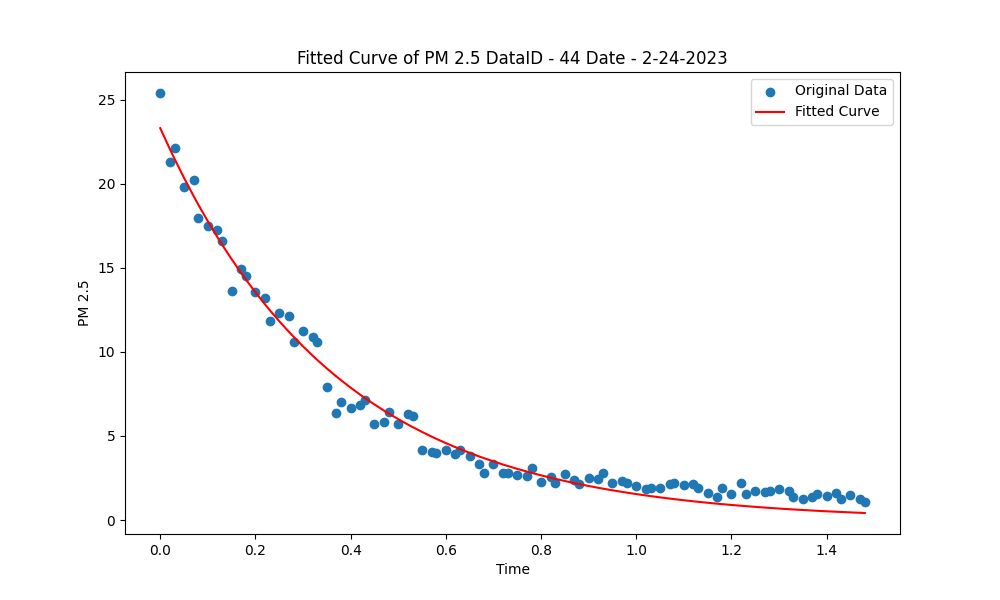 Fitted Curve of PM 2.5 DataID - 44 Date - 2-24-2023
Original Data
Fitted Curve
25
20
15
10
5
0
PM 2.5
0.0 0.2 0.4 0.6 0.8 1.0 1.2 1.4
Time